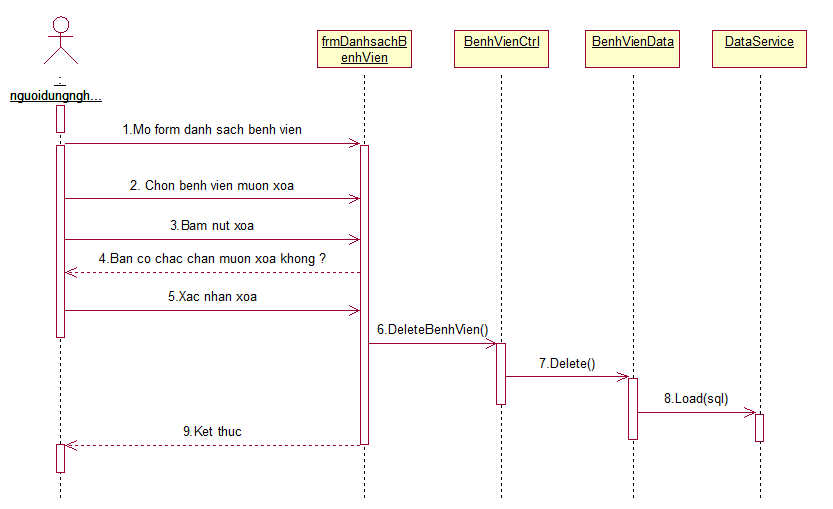 frmDanhsachB
enhVien
BenhVienCtrl
BenhVienData
DataService
:
nguoidungngh...
1.Mo form danh sach benh vien
2. Chon benh vien muon xoa
3.Bam nut xoa
4.Ban co chac chan muon xoa khong ?
5.Xac nhan xoa
6.DeleteBenhVien()
7.Delete()
8.Load(sql)
9.Ket thuc